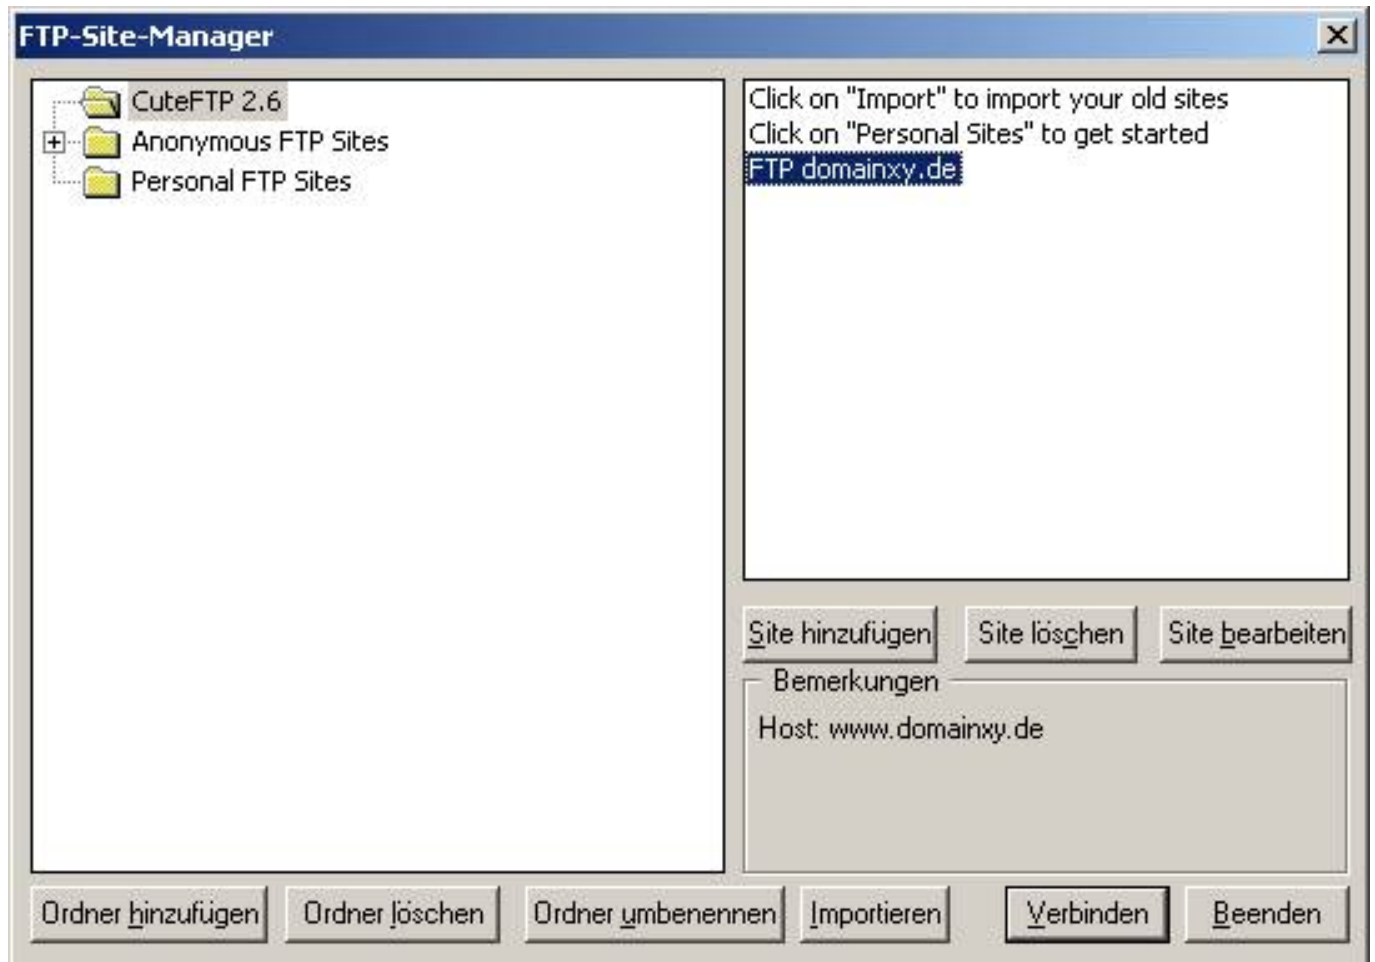 FTP-Site-Manager
CuteFTP 2.6
Anonymous FTP Sites
Personal FTP Sites
Click on "Import" to import your old sites
Click on "Personal Sites" to get started
FTP domainxy.de
Site hinzufügen
Site löschen
Site bearbeiten
Bemerkungen
Host: www.domainxy.de
Ordner hinzufügen
Ordner löschen
Ordner umbenennen
Importieren
Verbinden
Beenden